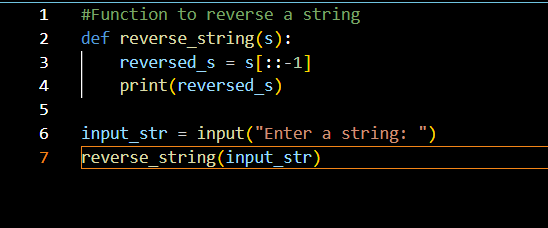 1 #Function to reverse a string
2 def reverse_string(s):
3     reversed_s = s[::-1]
4     print(reversed_s)
5
6 input_str = input("Enter a string: ")
7 reverse_string(input_str)